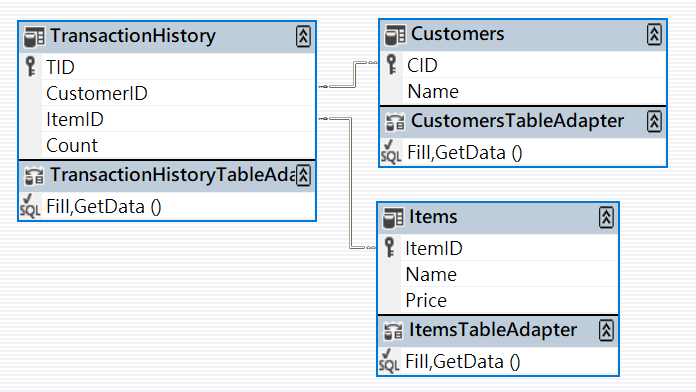 TransactionHistory
TID
CustomerID
ItemID
Count
TransactionHistoryTableAda
SQL Fill,GetData ()
Customers
CID
Name
CustomersTableAdapter
SQL Fill,GetData ()
Items
ItemID
Name
Price
ItemsTableAdapter
SQL Fill,GetData ()